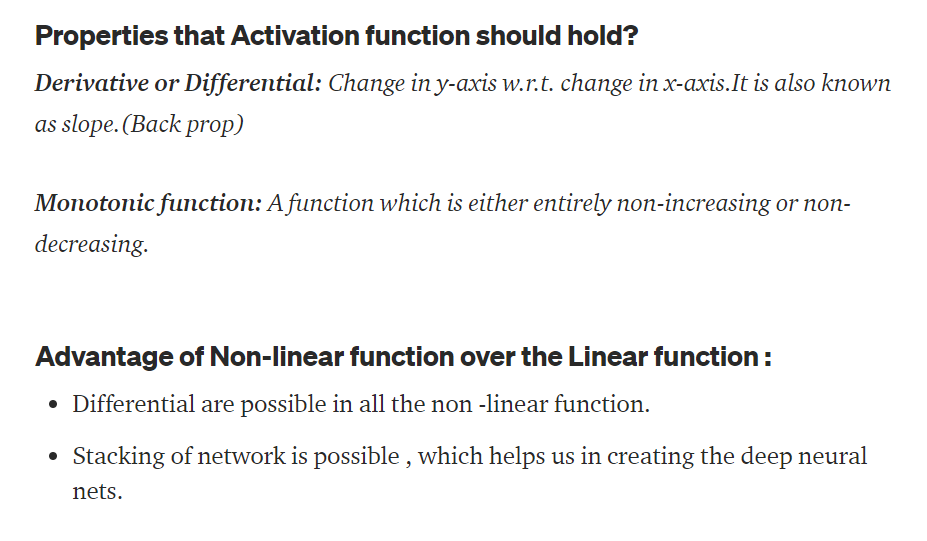 Properties that Activation function should hold?
Derivative or Differential: Change in y-axis w.r.t. change in x-axis.It is also known
as slope.(Back prop)
Monotonic function: A function which is either entirely non-increasing or non-
decreasing.
Advantage of Non-linear function over the Linear function :
• Differential are possible in all the non -linear function.
• Stacking of network is possible , which helps us in creating the deep neural
nets.